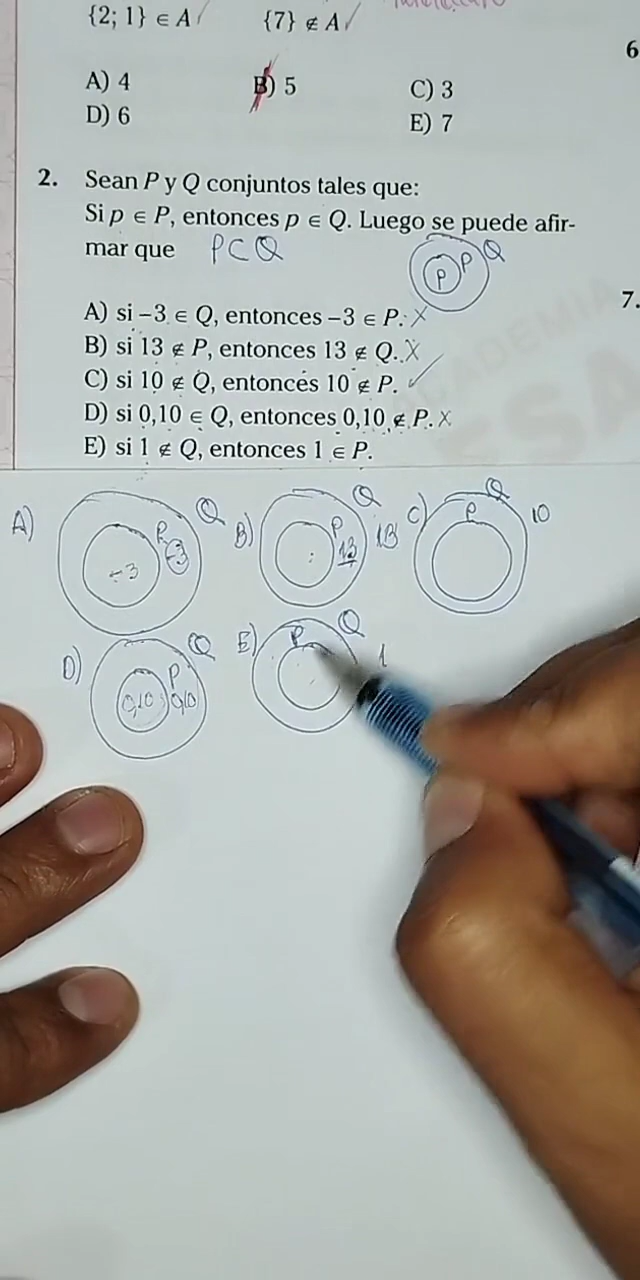 {2; 1} ∈ A ✓ {7} ∉ A ✓
6
A) 4 B) 5 C) 3
D) 6 E) 7
2. Sean P y Q conjuntos tales que:
Si p ∈ P, entonces p ∈ Q. Luego se puede afir-
mar que P⊂Q
P P Q
7.
A) si –3 ∈ Q, entonces –3 ∈ P. X
B) si 13 ∉ P, entonces 13 ∉ Q. X
C) si 10 ∉ Q, entonces 10 ∉ P. ✓
D) si 0,10 ∈ Q, entonces 0,10 ∉ P. X
E) si 1 ∉ Q, entonces 1 ∈ P.
ACADEMIA
A) -3 P -3 Q B) P 13 Q 13 C) P Q 10
D) 0,10 P 0,10 Q E) P Q 1